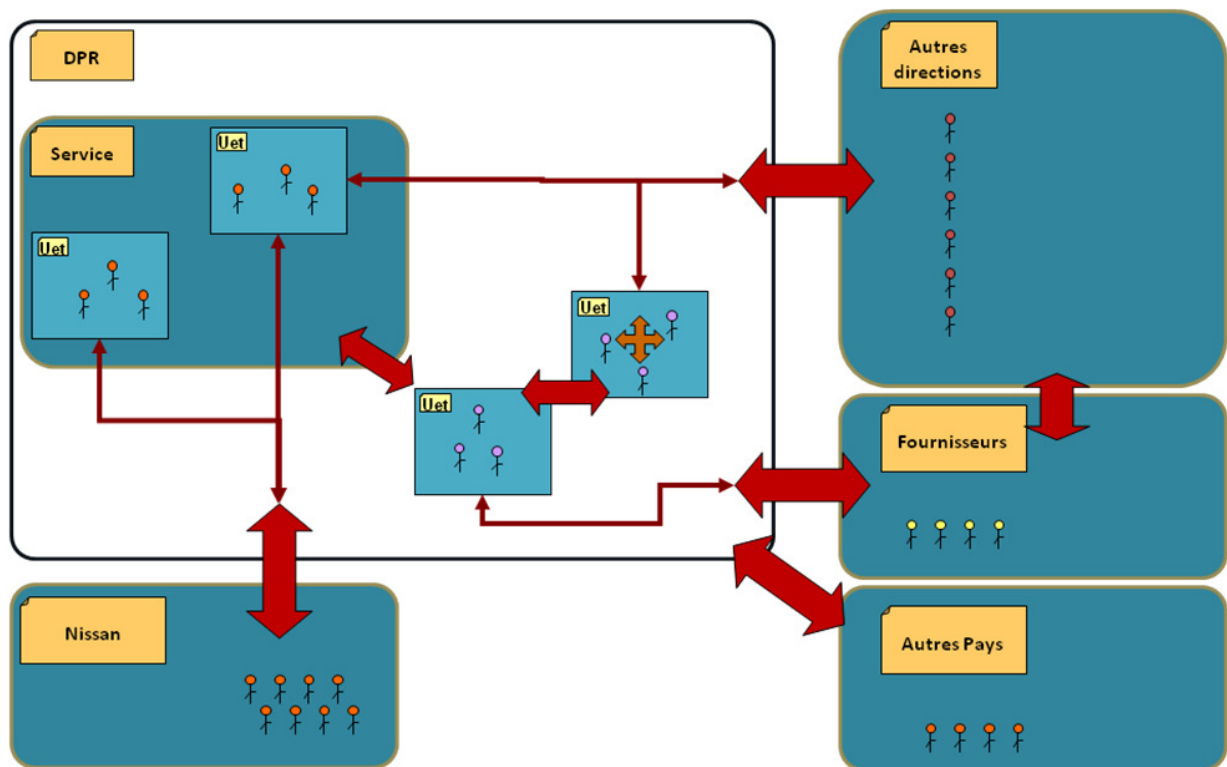 DPR
Autres
directions
Service
Uet
Uet
Uet
Uet
Fournisseurs
Nissan
Autres Pays